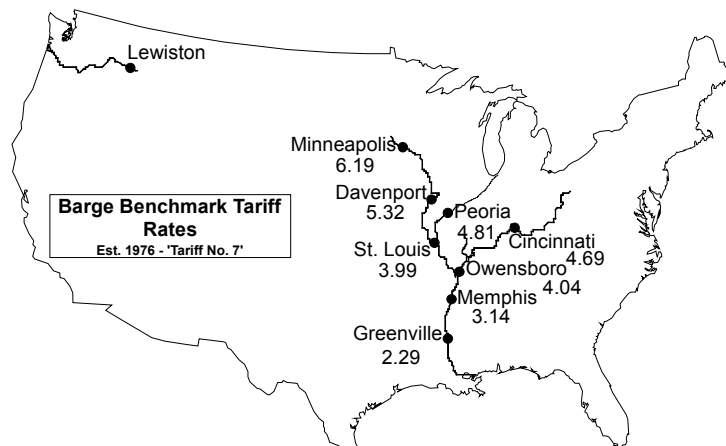 Lewiston
Minneapolis
6.19
Davenport
5.32
Barge Benchmark Tariff
Rates
Est. 1976 - 'Tariff No. 7'
Peoria
4.81
Cincinnati
4.69
St. Louis
3.99
Owensboro
4.04
Memphis
3.14
Greenville
2.29